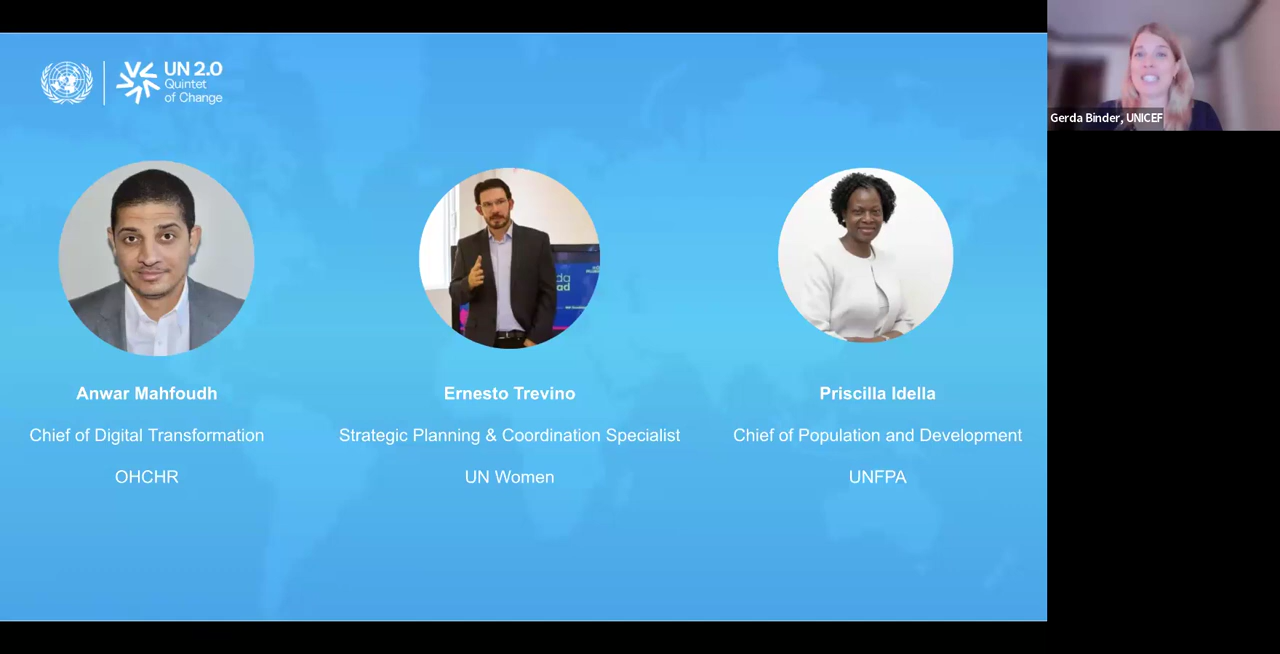 UN 2.0
Quintet
of Change
Gerda Binder, UNICEF
Anwar Mahfoudh
Chief of Digital Transformation
OHCHR
Ernesto Trevino
Strategic Planning & Coordination Specialist
UN Women
Priscilla Idella
Chief of Population and Development
UNFPA